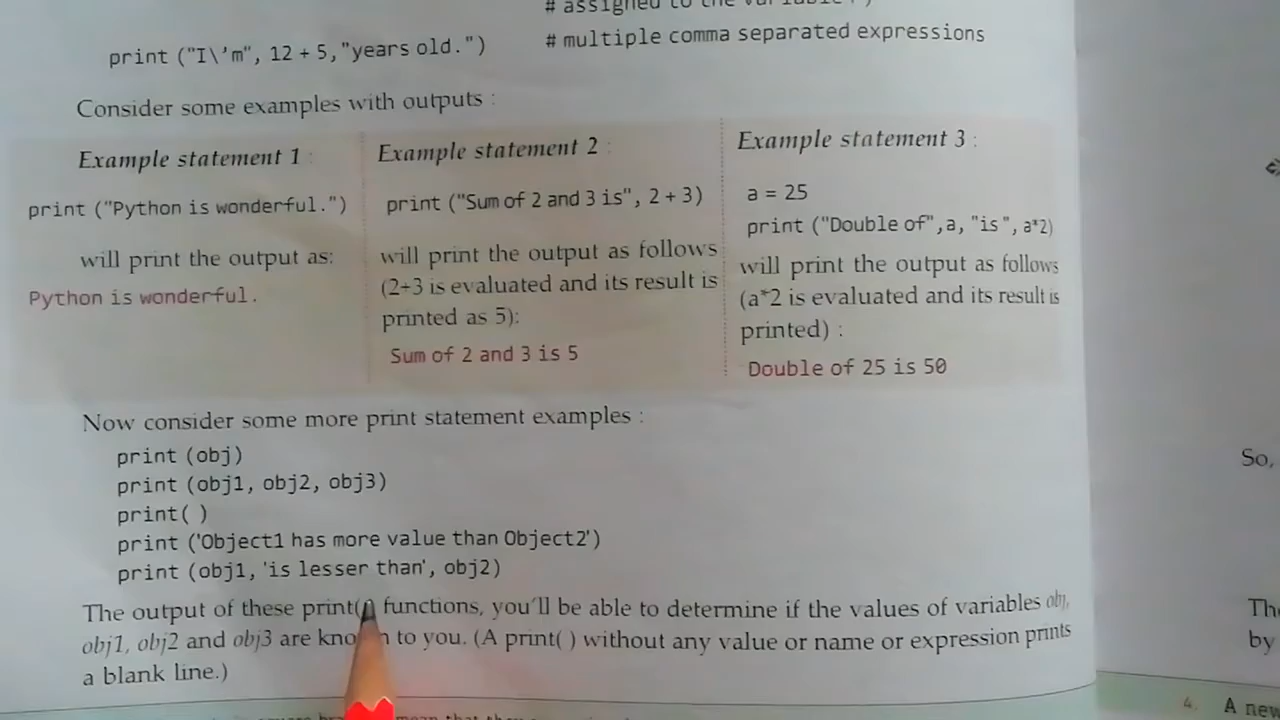 # assigned to the variable
print ("I\'m", 12 + 5, "years old.") # multiple comma separated expressions
Consider some examples with outputs :
Example statement 1 :
print ("Python is wonderful.")
will print the output as:
Python is wonderful.
Example statement 2 :
print ("Sum of 2 and 3 is", 2 + 3)
will print the output as follows
(2+3 is evaluated and its result is
printed as 5):
Sum of 2 and 3 is 5
Example statement 3 :
a = 25
print ("Double of", a, "is", a*2)
will print the output as follows
(a*2 is evaluated and its result is
printed) :
Double of 25 is 50
Now consider some more print statement examples :
print (obj)
print (obj1, obj2, obj3)
print( )
print ('Object1 has more value than Object2')
print (obj1, 'is lesser than', obj2)
The output of these print() functions, you'll be able to determine if the values of variables obj,
obj1, obj2 and obj3 are known to you. (A print( ) without any value or name or expression prints
a blank line.)
So,
by
4. A new